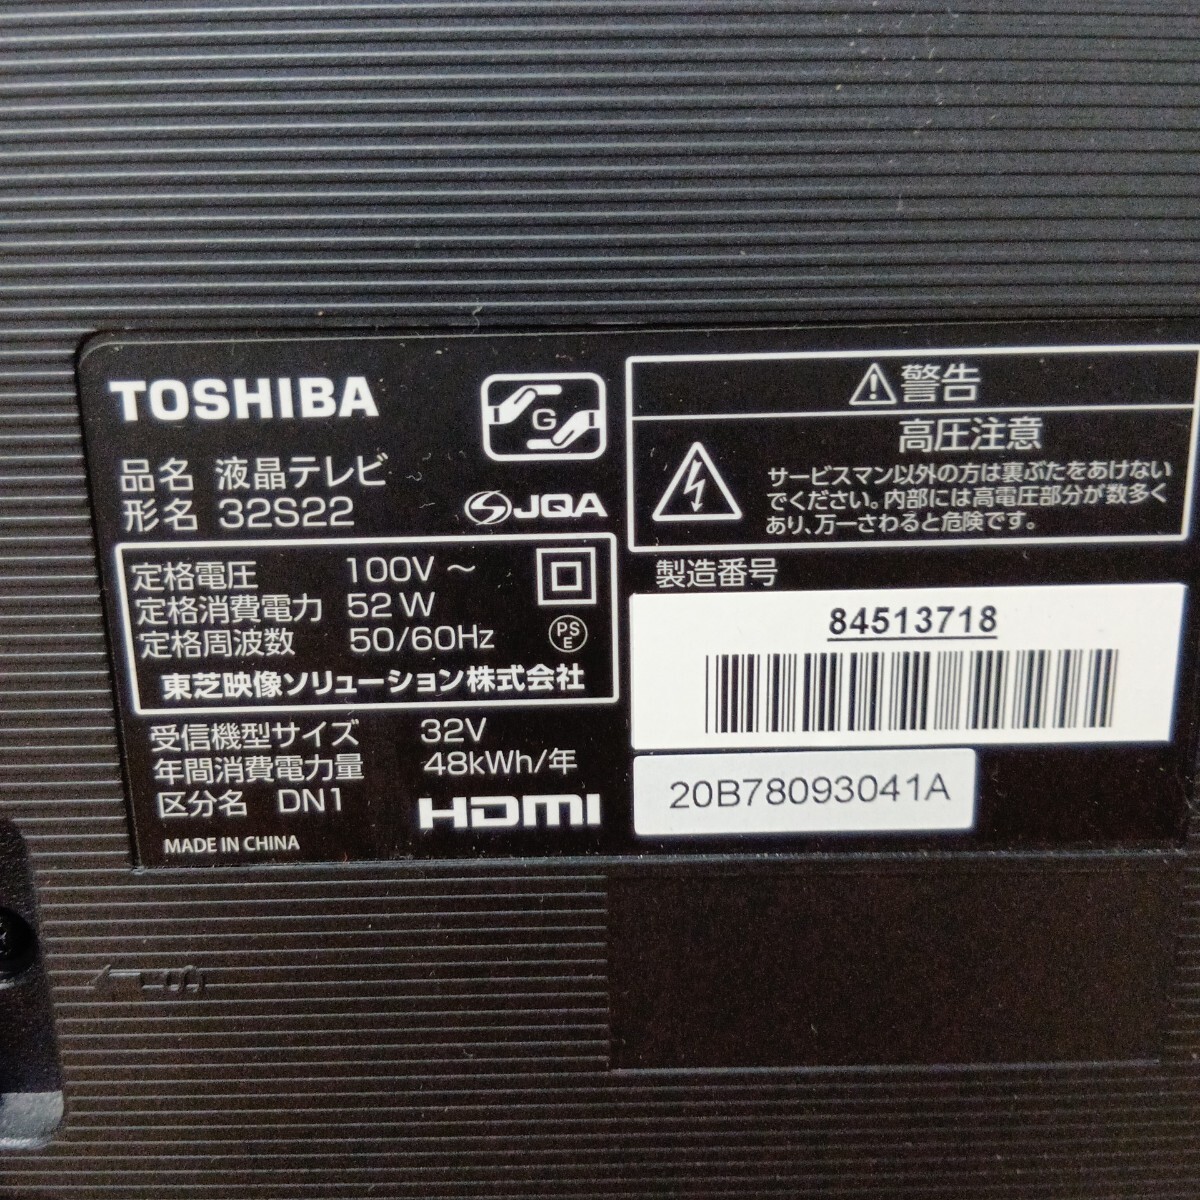 TOSHIBA
G
品名 液晶テレビ
形名 32S22
JQA
定格電圧 100V ～
定格消費電力 52W
定格周波数 50/60Hz
PS
E
東芝映像ソリューション株式会社
受信機型サイズ 32V
年間消費電力量 48kWh/年
区分名 DN1
HDMI
MADE IN CHINA
警告
高圧注意
サービスマン以外の方は裏ぶたをあけない
でください。内部には高電圧部分が数多く
あり、万一さわると危険です。
製造番号
84513718
20B78093041A